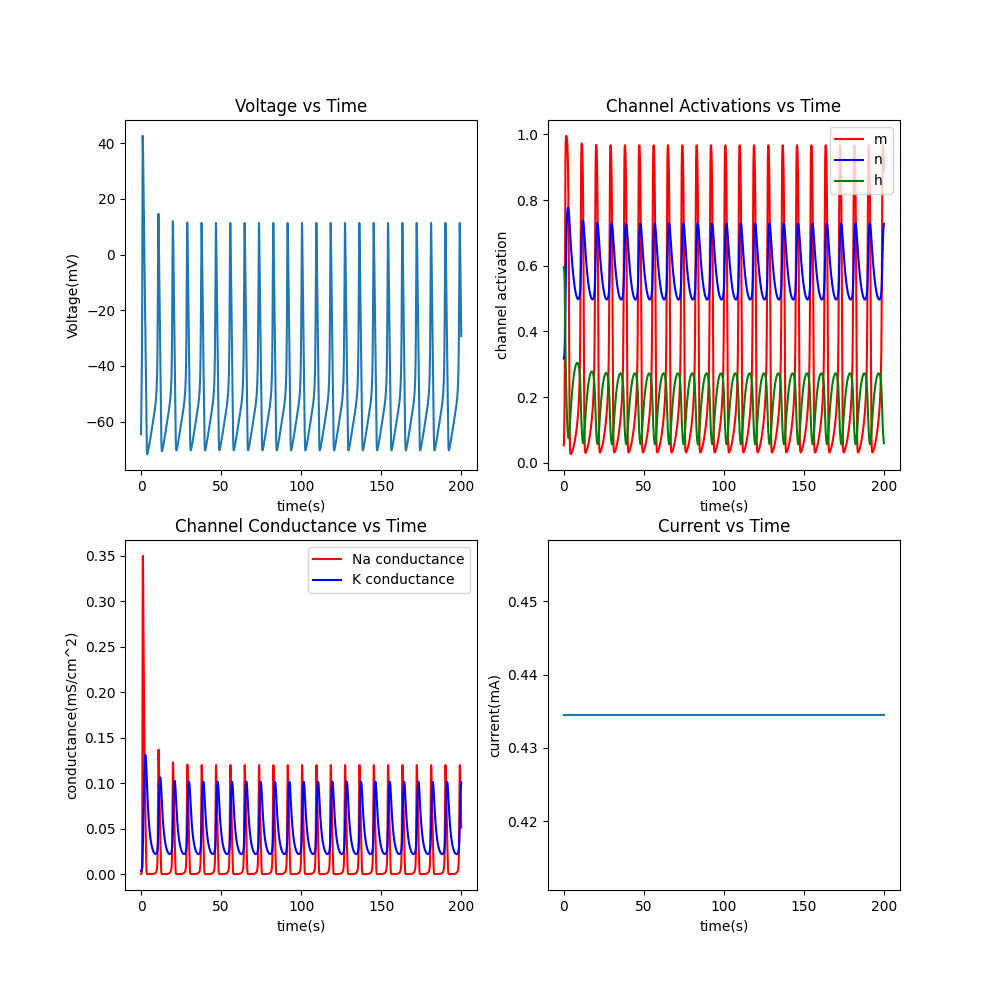 Voltage vs Time
40
20
0
−20
−40
−60
Voltage(mV)
0 50 100 150 200
time(s)
Channel Activations vs Time
1.0
0.8
0.6
0.4
0.2
0.0
channel activation
m
n
h
0 50 100 150 200
time(s)
Channel Conductance vs Time
0.35
0.30
0.25
0.20
0.15
0.10
0.05
0.00
conductance(mS/cm^2)
Na conductance
K conductance
0 50 100 150 200
time(s)
Current vs Time
0.45
0.44
0.43
0.42
current(mA)
0 50 100 150 200
time(s)